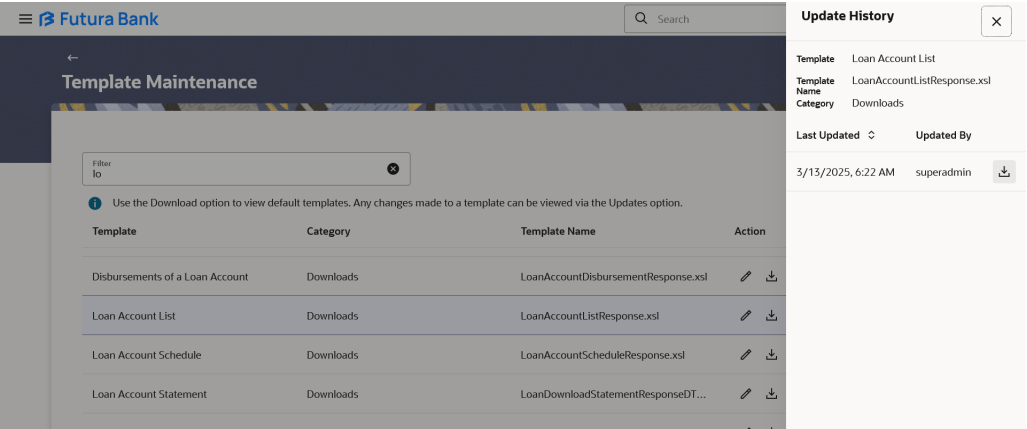 Futura Bank
Search
Template Maintenance
Filter
lo
Use the Download option to view default templates. Any changes made to a template can be viewed via the Updates option.
Template Category Template Name Action
Disbursements of a Loan Account Downloads LoanAccountDisbursementResponse.xsl
Loan Account List Downloads LoanAccountListResponse.xsl
Loan Account Schedule Downloads LoanAccountScheduleResponse.xsl
Loan Account Statement Downloads LoanDownloadStatementResponseDT...
Update History
Template Loan Account List
Template Name LoanAccountListResponse.xsl
Category Downloads
Last Updated Updated By
3/13/2025, 6:22 AM superadmin